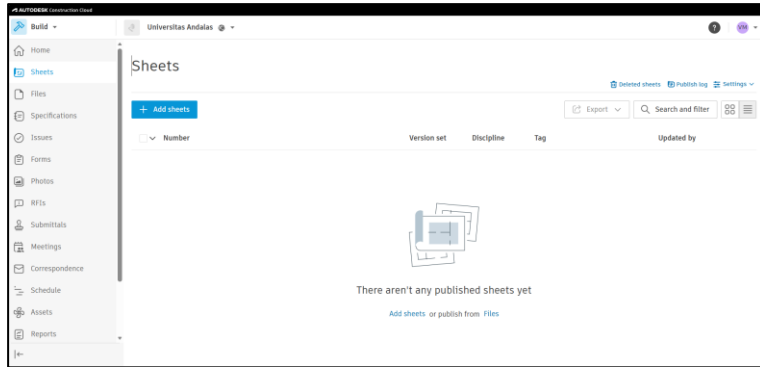 AUTODESK Construction Cloud
Build
Universitas Andalas
?
VM
Home
Sheets
Files
Specifications
Issues
Forms
Photos
RFIs
Submittals
Meetings
Correspondence
Schedule
Assets
Reports
Sheets
Deleted sheets Publish log Settings
+ Add sheets
Export Search and filter
Number Version set Discipline Tag Updated by
There aren't any published sheets yet
Add sheets or publish from Files